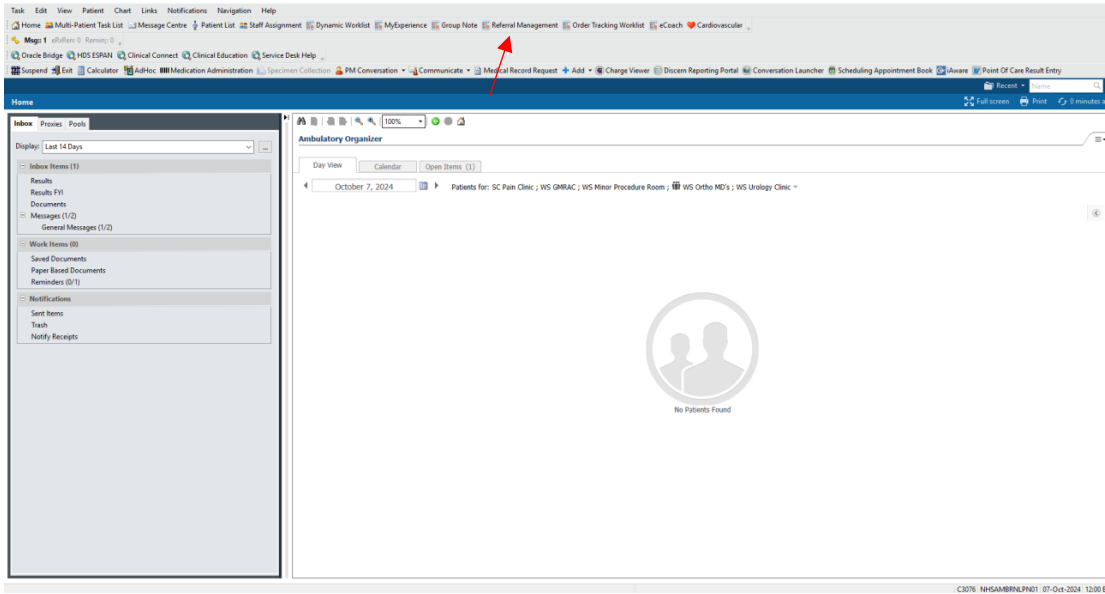 Task Edit View Patient Chart Links Notifications Navigation Help
Home Multi-Patient Task List Message Centre Patient List Staff Assignment Dynamic Worklist MyExperience Group Note Referral Management Order Tracking Worklist eCoach Cardiovascular
Msg: 1 eRxRen: 0 Remin: 0
Oracle Bridge HDS ESPAN Clinical Connect Clinical Education Service Desk Help
Suspend Exit Calculator AdHoc Medication Administration Specimen Collection PM Conversation Communicate Medical Record Request Add Charge Viewer Discern Reporting Portal Conversation Launcher Scheduling Appointment Book iAware Point Of Care Result Entry
Recent Name
Home Full screen Print 0 minutes a
Inbox Proxies Pools
100%
Display: Last 14 Days ...
Ambulatory Organizer
Inbox Items (1)
Results
Results FYI
Documents
Messages (1/2)
General Messages (1/2)
Work Items (0)
Saved Documents
Paper Based Documents
Reminders (0/1)
Notifications
Sent Items
Trash
Notify Receipts
Day View Calendar Open Items (1)
October 7, 2024 Patients for: SC Pain Clinic ; WS GMRAC ; WS Minor Procedure Room ; WS Ortho MD's ; WS Urology Clinic
No Patients Found
C3076 NHSAMBRNLPN01 07-Oct-2024 12:00 E